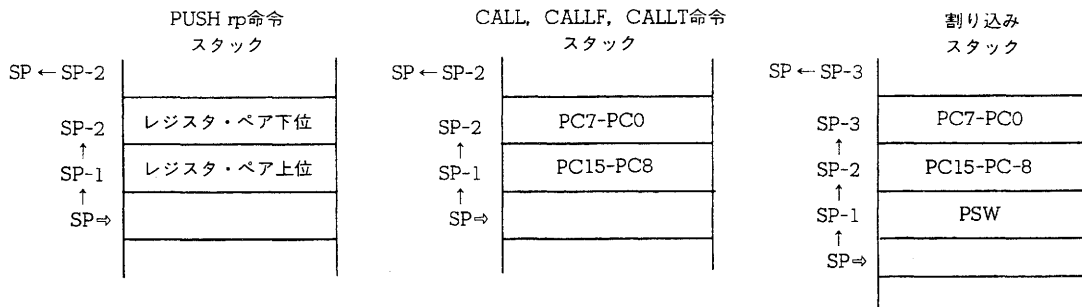 PUSH rp命令
スタック
SP ← SP-2
SP-2
レジスタ・ペア下位
↑
SP-1
レジスタ・ペア上位
↑
SP⇒
CALL, CALLF, CALLT命令
スタック
SP ← SP-2
SP-2
PC7-PC0
↑
SP-1
PC15-PC8
↑
SP⇒
割り込み
スタック
SP ← SP-3
SP-3
PC7-PC0
↑
SP-2
PC15-PC-8
↑
SP-1
PSW
↑
SP⇒